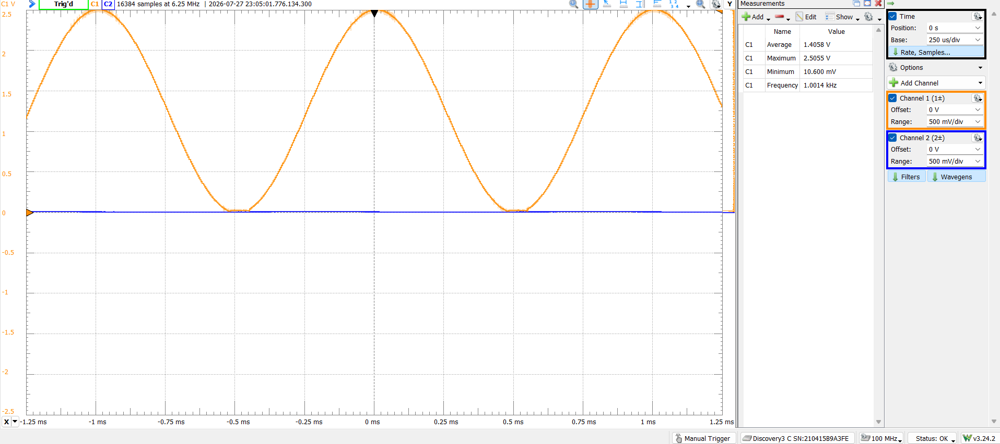 C1 V
Trig'd C1 C2 16384 samples at 6.25 MHz | 2026-07-27 23:05:01.776.134.300
Y
2.5
2
1.5
1
0.5
0
-0.5
-1
-1.5
-2
-2.5
X
-1.25 ms -1 ms -0.75 ms -0.5 ms -0.25 ms 0 ms 0.25 ms 0.5 ms 0.75 ms 1 ms 1.25 ms
Measurements
Add Edit Show
Name Value
C1 Average 1.4058 V
C1 Maximum 2.5055 V
C1 Minimum 10.600 mV
C1 Frequency 1.0014 kHz
Time
Position: 0 s
Base: 250 us/div
Rate, Samples...
Options
Add Channel
Channel 1 (1±)
Offset: 0 V
Range: 500 mV/div
Channel 2 (2±)
Offset: 0 V
Range: 500 mV/div
Filters Wavegens
Manual Trigger Discovery3 C SN:210415B9A3FE 100 MHz Status: OK v3.24.2